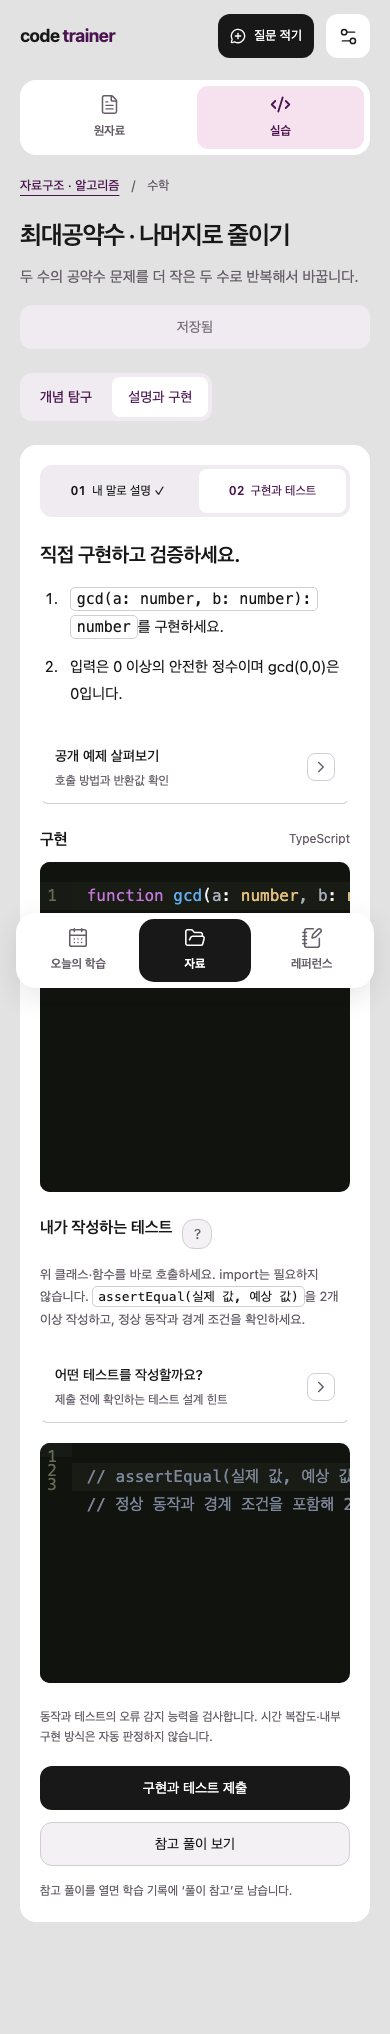 code trainer
질문 적기
원자료
실습
자료구조 · 알고리즘 / 수학
최대공약수 · 나머지로 줄이기
두 수의 공약수 문제를 더 작은 두 수로 반복해서 바꿉니다.
저장됨
개념 탐구
설명과 구현
01 내 말로 설명 ✓
02 구현과 테스트
직접 구현하고 검증하세요.
1. gcd(a: number, b: number):
number를 구현하세요.
2. 입력은 0 이상의 안전한 정수이며 gcd(0,0)은
0입니다.
공개 예제 살펴보기
호출 방법과 반환값 확인
구현
TypeScript
1 function gcd(a: number, b:
오늘의 학습
자료
레퍼런스
내가 작성하는 테스트 ?
위 클래스·함수를 바로 호출하세요. import는 필요하지
않습니다. assertEqual(실제 값, 예상 값)을 2개
이상 작성하고, 정상 동작과 경계 조건을 확인하세요.
어떤 테스트를 작성할까요?
제출 전에 확인하는 테스트 설계 힌트
1
2 // assertEqual(실제 값, 예상
3 // 정상 동작과 경계 조건을 포함해
동작과 테스트의 오류 감지 능력을 검사합니다. 시간 복잡도·내부
구현 방식은 자동 판정하지 않습니다.
구현과 테스트 제출
참고 풀이 보기
참고 풀이를 열면 학습 기록에 ‘풀이 참고’로 남습니다.